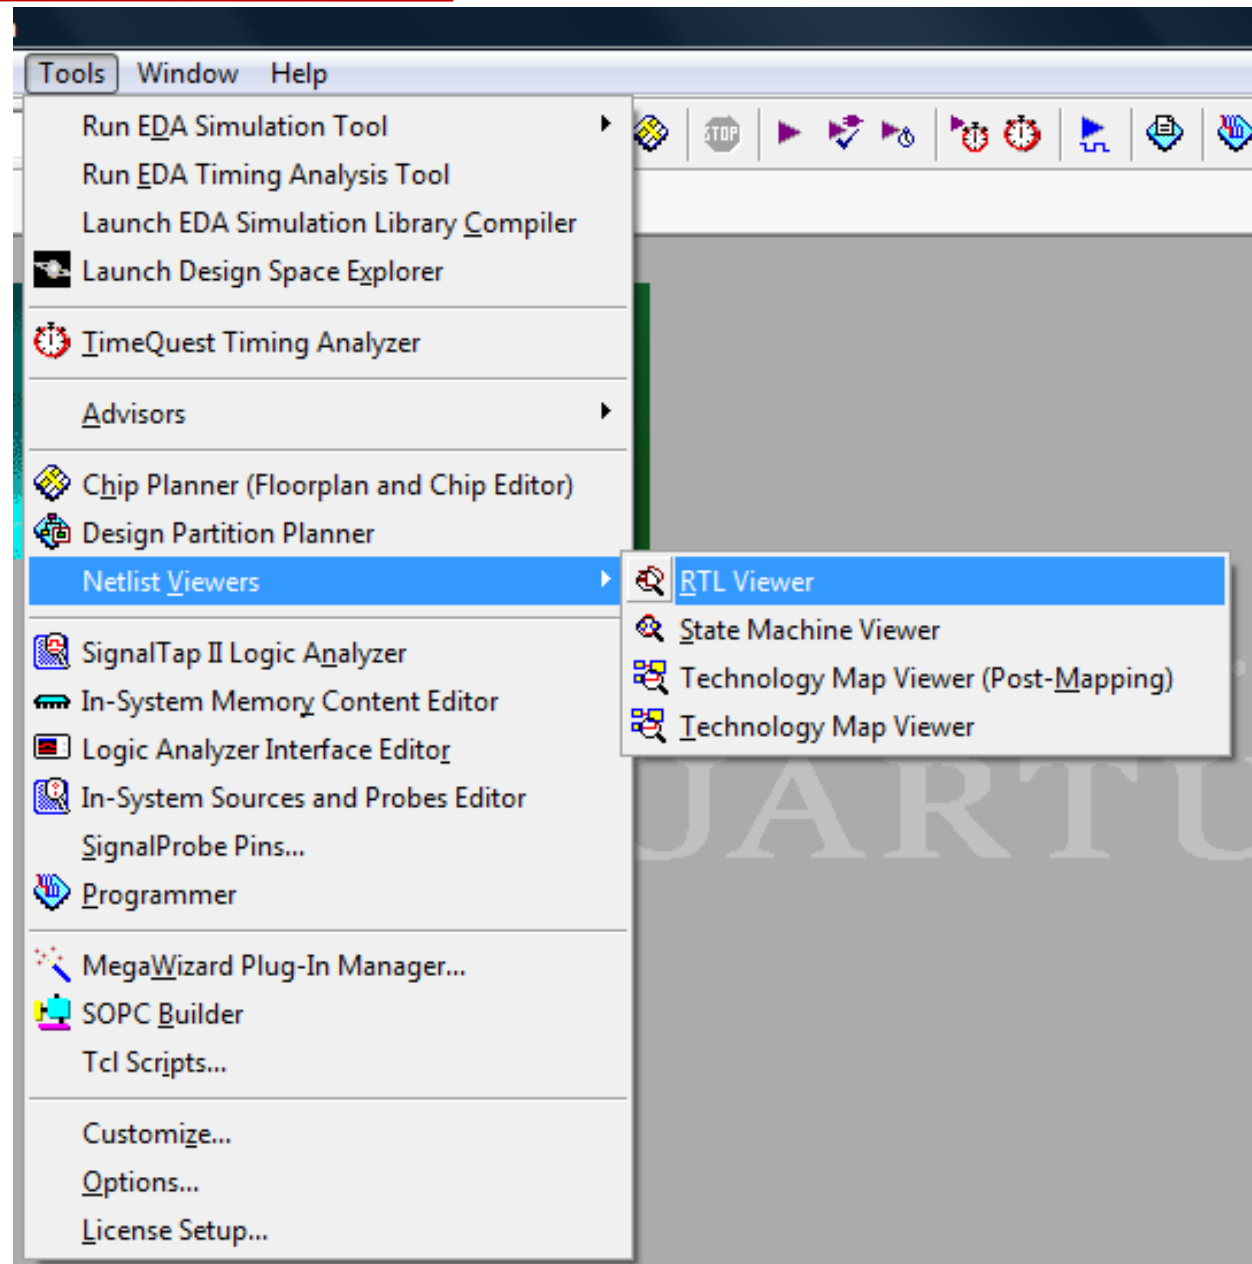 Tools Window Help
Run EDA Simulation Tool
Run EDA Timing Analysis Tool
Launch EDA Simulation Library Compiler
Launch Design Space Explorer
TimeQuest Timing Analyzer
Advisors
Chip Planner (Floorplan and Chip Editor)
Design Partition Planner
Netlist Viewers
SignalTap II Logic Analyzer
In-System Memory Content Editor
Logic Analyzer Interface Editor
In-System Sources and Probes Editor
SignalProbe Pins...
Programmer
MegaWizard Plug-In Manager...
SOPC Builder
Tcl Scripts...
Customize...
Options...
License Setup...
STOP
RTL Viewer
State Machine Viewer
Technology Map Viewer (Post-Mapping)
Technology Map Viewer
UARTU